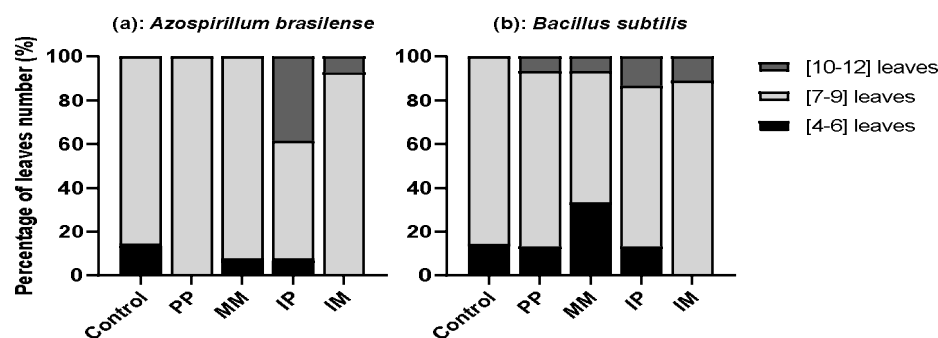 (a): Azospirillum brasilense
(b): Bacillus subtilis
Percentage of leaves number (%)
100
80
60
40
20
0
Control
PP
MM
IP
IM
100
80
60
40
20
0
Control
PP
MM
IP
IM
[10-12] leaves
[7-9] leaves
[4-6] leaves